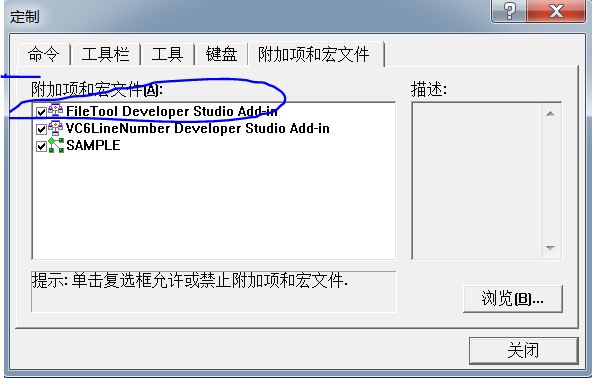 定制
命令 工具栏 工具 键盘 附加项和宏文件
附加项和宏文件(A): 描述:
FileTool Developer Studio Add-in
VC6LineNumber Developer Studio Add-in
SAMPLE
提示: 单击复选框允许或禁止附加项和宏文件.
浏览(B)...
关闭